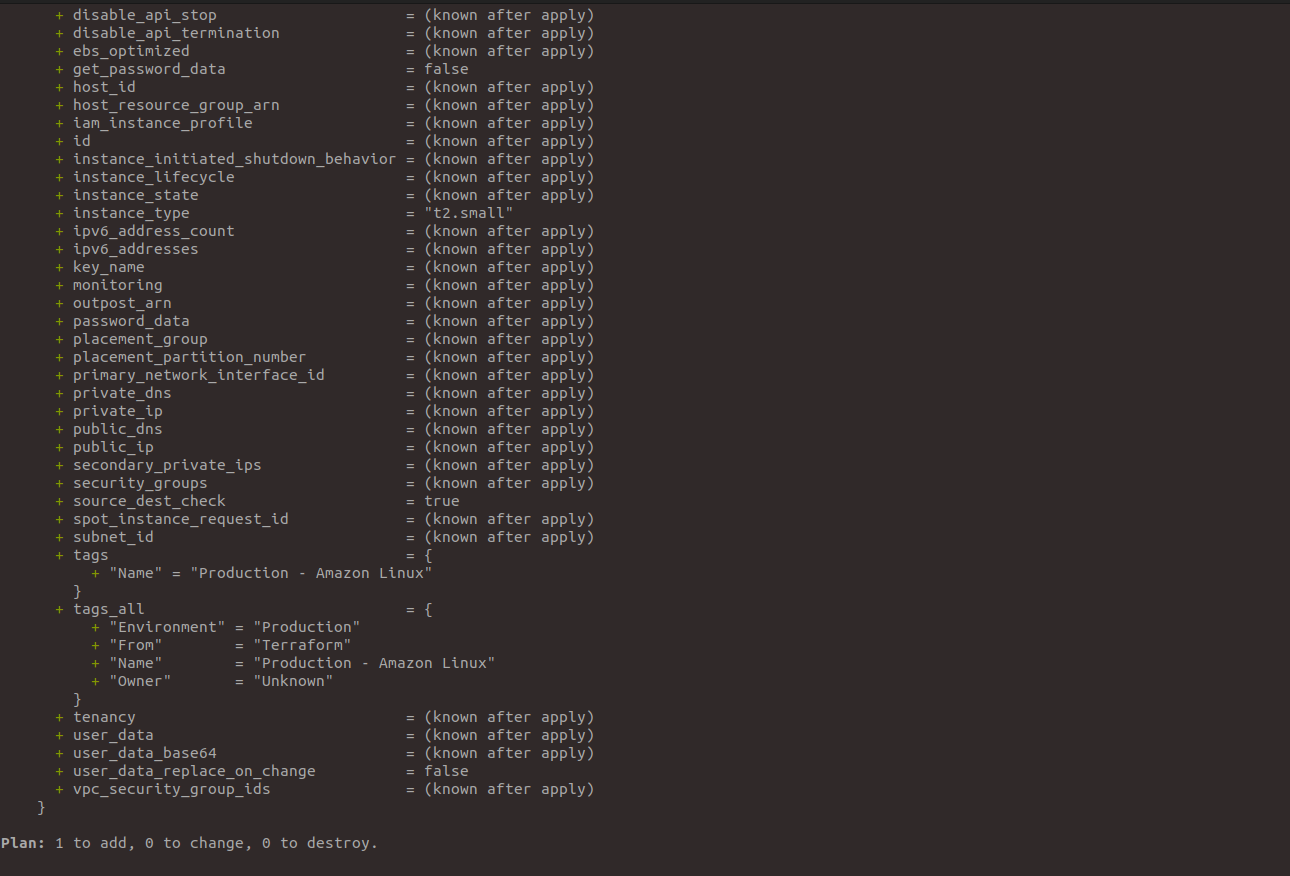 + disable_api_stop = (known after apply)
+ disable_api_termination = (known after apply)
+ ebs_optimized = (known after apply)
+ get_password_data = false
+ host_id = (known after apply)
+ host_resource_group_arn = (known after apply)
+ iam_instance_profile = (known after apply)
+ id = (known after apply)
+ instance_initiated_shutdown_behavior = (known after apply)
+ instance_lifecycle = (known after apply)
+ instance_state = (known after apply)
+ instance_type = "t2.small"
+ ipv6_address_count = (known after apply)
+ ipv6_addresses = (known after apply)
+ key_name = (known after apply)
+ monitoring = (known after apply)
+ outpost_arn = (known after apply)
+ password_data = (known after apply)
+ placement_group = (known after apply)
+ placement_partition_number = (known after apply)
+ primary_network_interface_id = (known after apply)
+ private_dns = (known after apply)
+ private_ip = (known after apply)
+ public_dns = (known after apply)
+ public_ip = (known after apply)
+ secondary_private_ips = (known after apply)
+ security_groups = (known after apply)
+ source_dest_check = true
+ spot_instance_request_id = (known after apply)
+ subnet_id = (known after apply)
+ tags = {
+ "Name" = "Production - Amazon Linux"
}
+ tags_all = {
+ "Environment" = "Production"
+ "From" = "Terraform"
+ "Name" = "Production - Amazon Linux"
+ "Owner" = "Unknown"
}
+ tenancy = (known after apply)
+ user_data = (known after apply)
+ user_data_base64 = (known after apply)
+ user_data_replace_on_change = false
+ vpc_security_group_ids = (known after apply)
}
Plan: 1 to add, 0 to change, 0 to destroy.